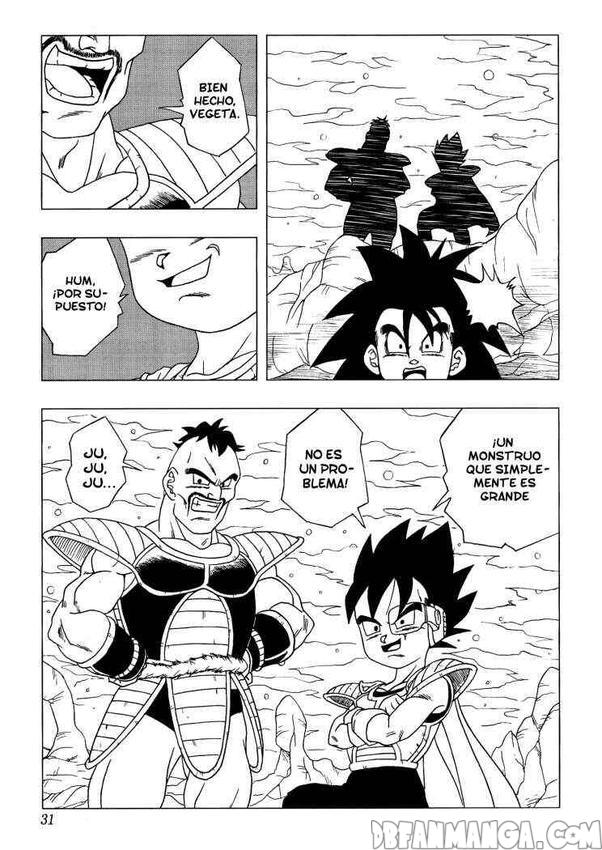 BIEN
HECHO,
VEGETA.
HUM,
¡POR SU-
PUESTO!
¡UN
MONSTRUO
QUE SIMPLE-
MENTE ES
GRANDE
NO ES
UN PRO-
BLEMA!
JU,
JU,
JU...
31
DBFANMANGA.COM